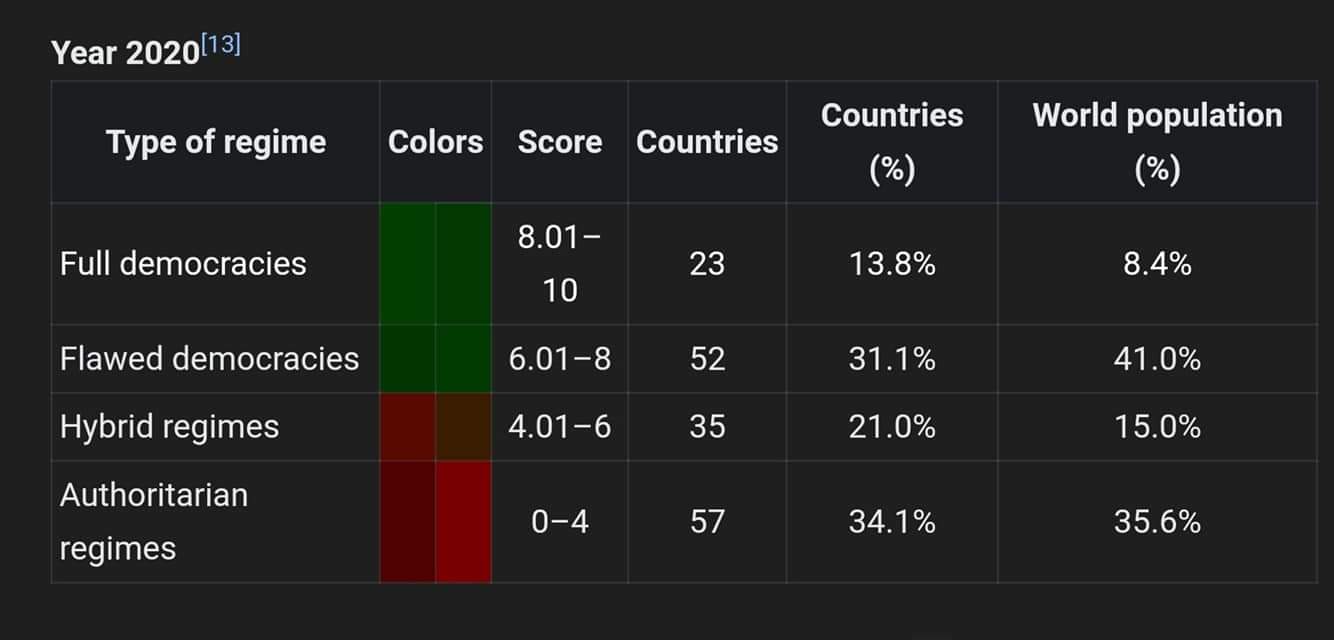 Year 2020[13]
Type of regime Colors Score Countries Countries (%) World population (%)
Full democracies 8.01–10 23 13.8% 8.4%
Flawed democracies 6.01–8 52 31.1% 41.0%
Hybrid regimes 4.01–6 35 21.0% 15.0%
Authoritarian regimes 0–4 57 34.1% 35.6%